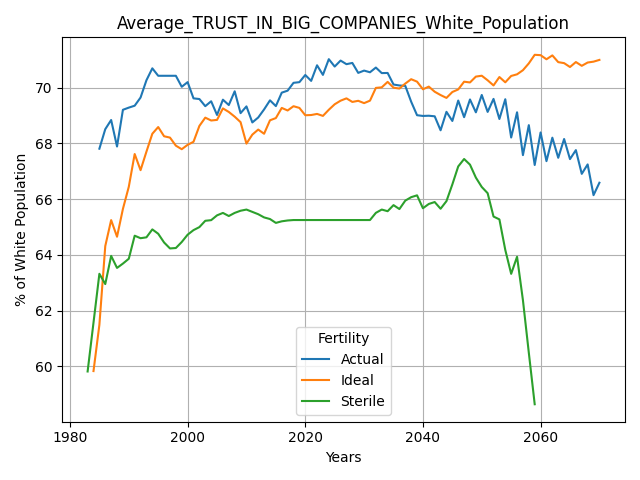 Average_TRUST_IN_BIG_COMPANIES_White_Population
% of White Population
70
68
66
64
62
60
Fertility
Actual
Ideal
Sterile
1980
2000
2020
2040
2060
Years